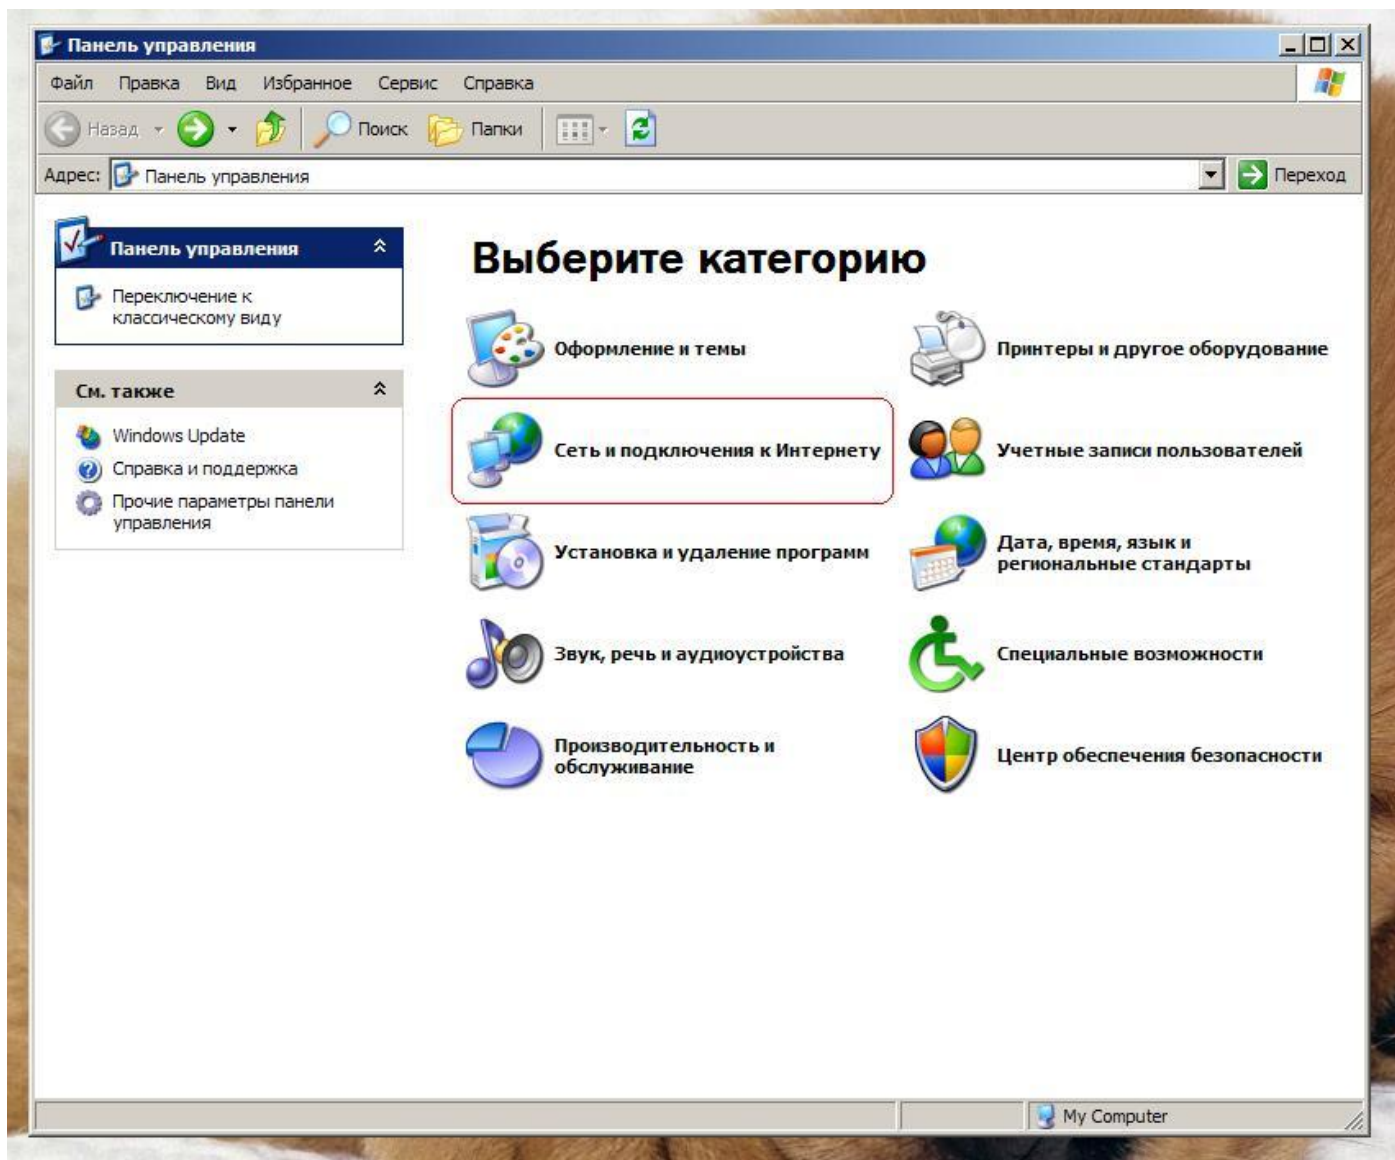 Панель управления
Файл Правка Вид Избранное Сервис Справка
Назад Поиск Папки
Адрес: Панель управления Переход
Панель управления
Переключение к
классическому виду
См. также
Windows Update
Справка и поддержка
Прочие параметры панели
управления
Выберите категорию
Оформление и темы
Принтеры и другое оборудование
Сеть и подключения к Интернету
Учетные записи пользователей
Установка и удаление программ
Дата, время, язык и
региональные стандарты
Звук, речь и аудиоустройства
Специальные возможности
Производительность и
обслуживание
Центр обеспечения безопасности
My Computer